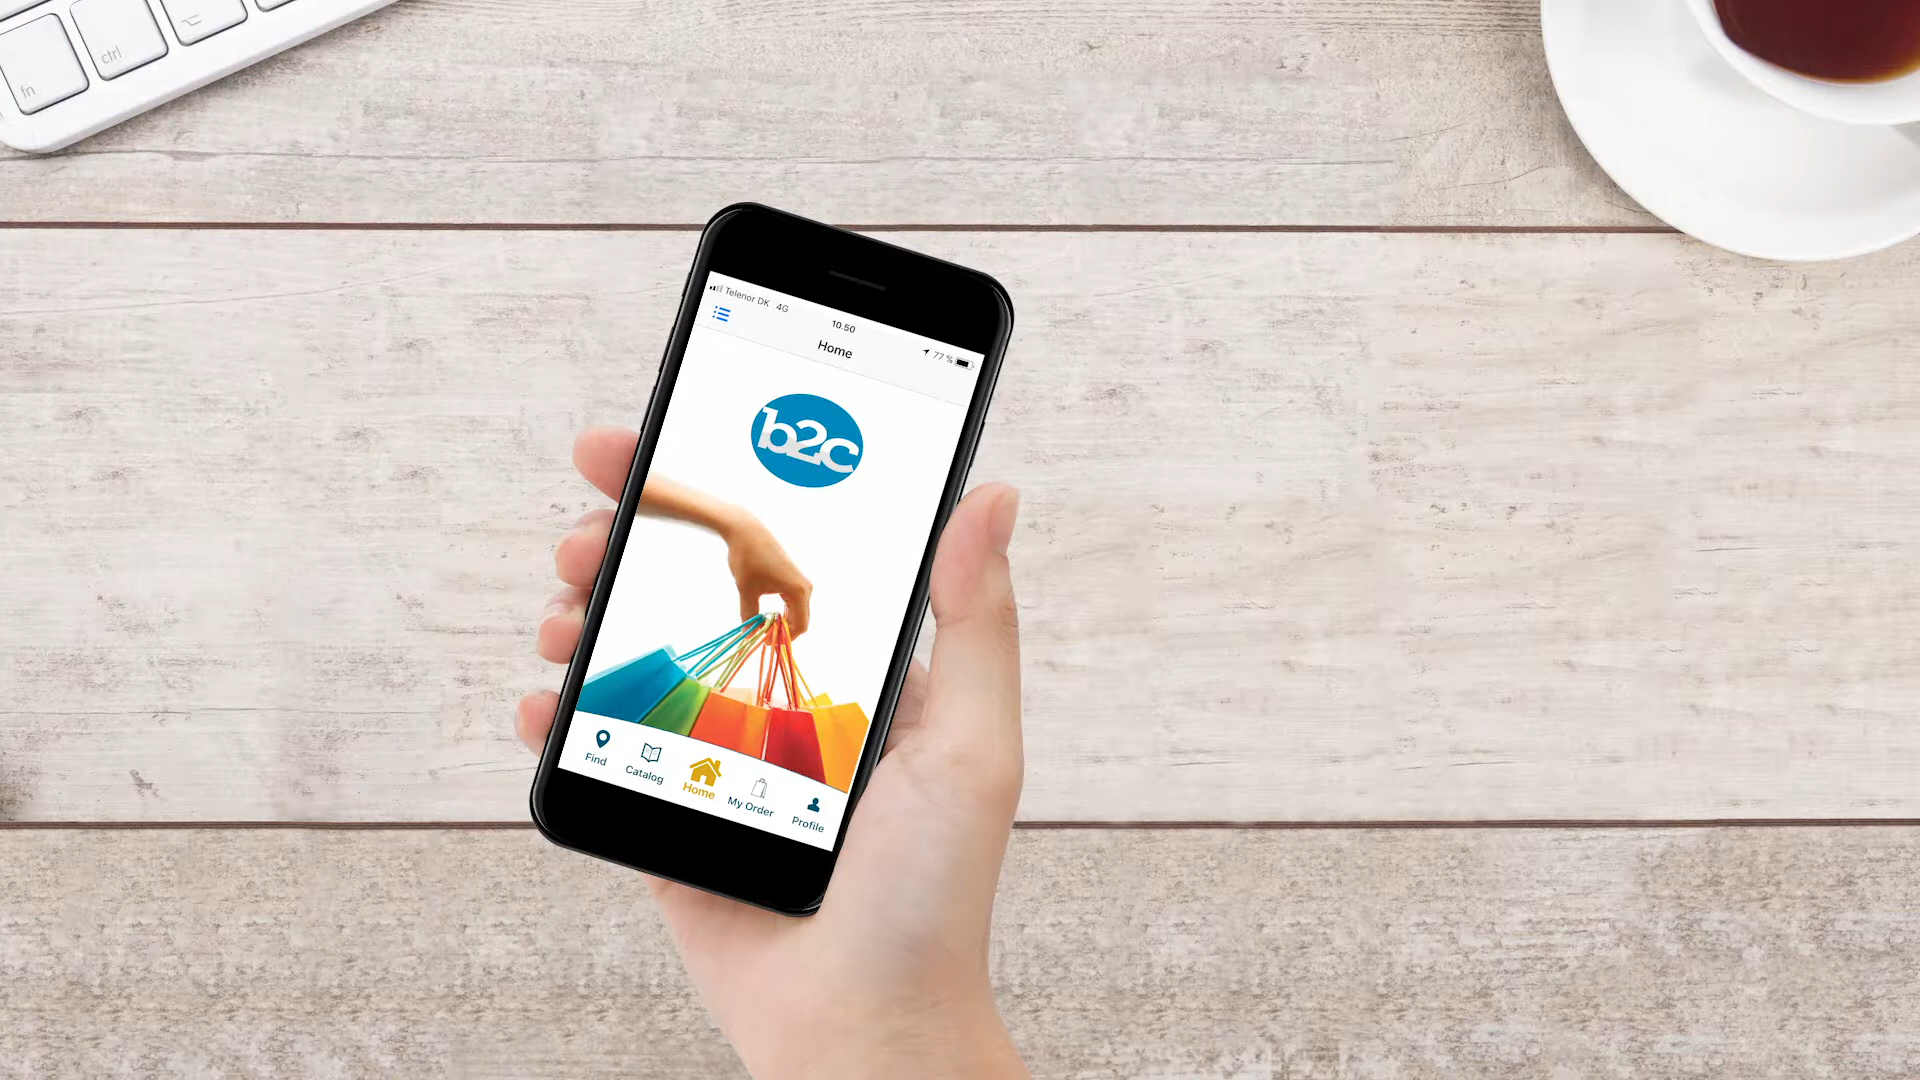 ctrl
fn
Telenor DK 4G
10.50
77 %
Home
b2c
Find
Catalog
Home
My Order
Profile